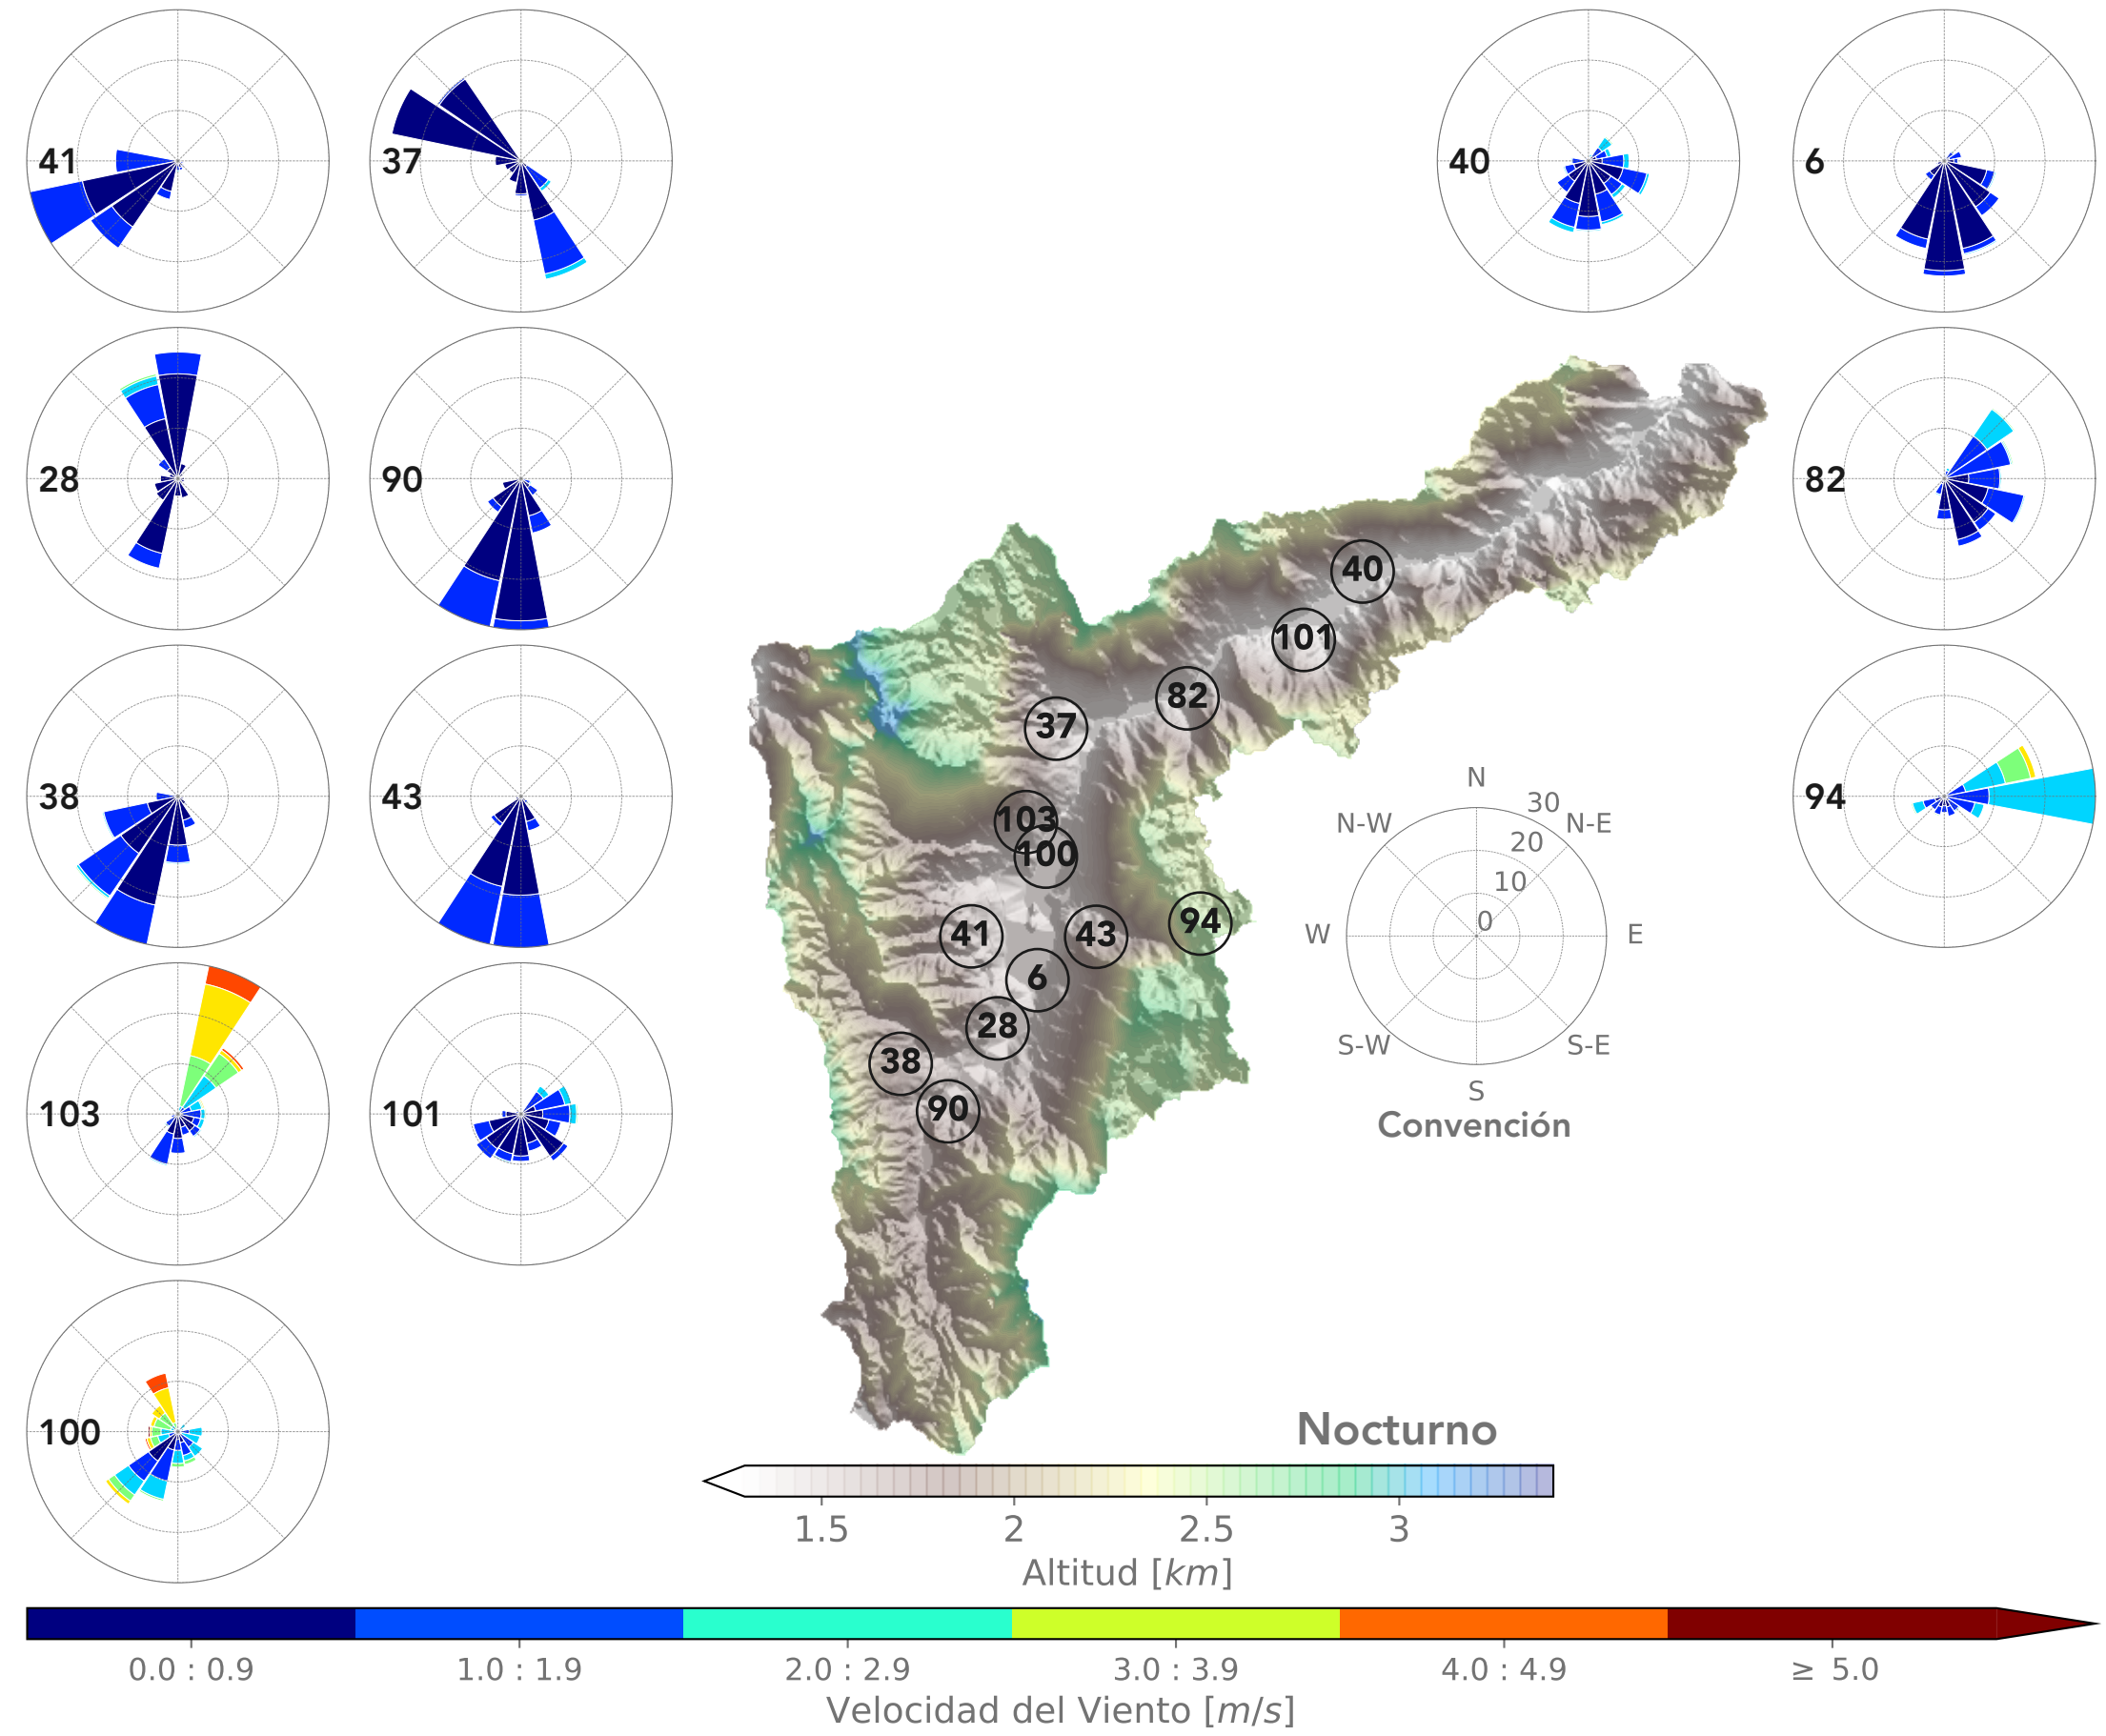 41
37
40
6
28
90
82
38
43
94
103
101
100
40
101
82
37
103
100
41
43
94
6
28
38
90
N
N-W
30
N-E
20
10
0
W
E
S-W
S-E
S
Convención
Nocturno
1.5 2 2.5 3
Altitud [km]
0.0 : 0.9 1.0 : 1.9 2.0 : 2.9 3.0 : 3.9 4.0 : 4.9 ≥ 5.0
Velocidad del Viento [m/s]